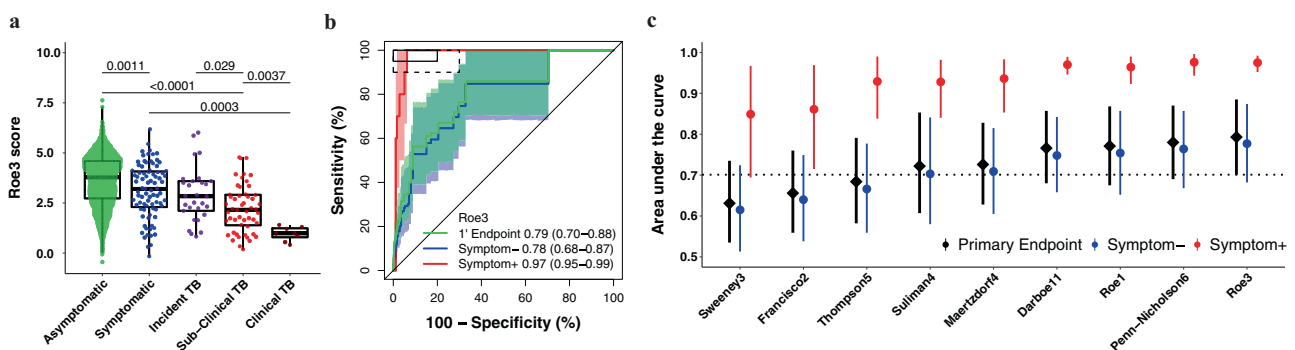 a
Roe3 score
10.0
7.5
5.0
2.5
0.0
0.0011
0.029
0.0037
<0.0001
0.0003
Asymptomatic
Symptomatic
Incident TB
Sub-Clinical TB
Clinical TB
b
Sensitivity (%)
100
80
60
40
20
0
Roe3
1' Endpoint 0.79 (0.70−0.88)
Symptom− 0.78 (0.68−0.87)
Symptom+ 0.97 (0.95−0.99)
0 20 40 60 80 100
100 − Specificity (%)
c
Area under the curve
1.0
0.9
0.8
0.7
0.6
0.5
Primary Endpoint Symptom− Symptom+
Sweeney3
Francisco2
Thompson5
Suliman4
Maertzdorf4
Darboe11
Roe1
Penn−Nicholson6
Roe3